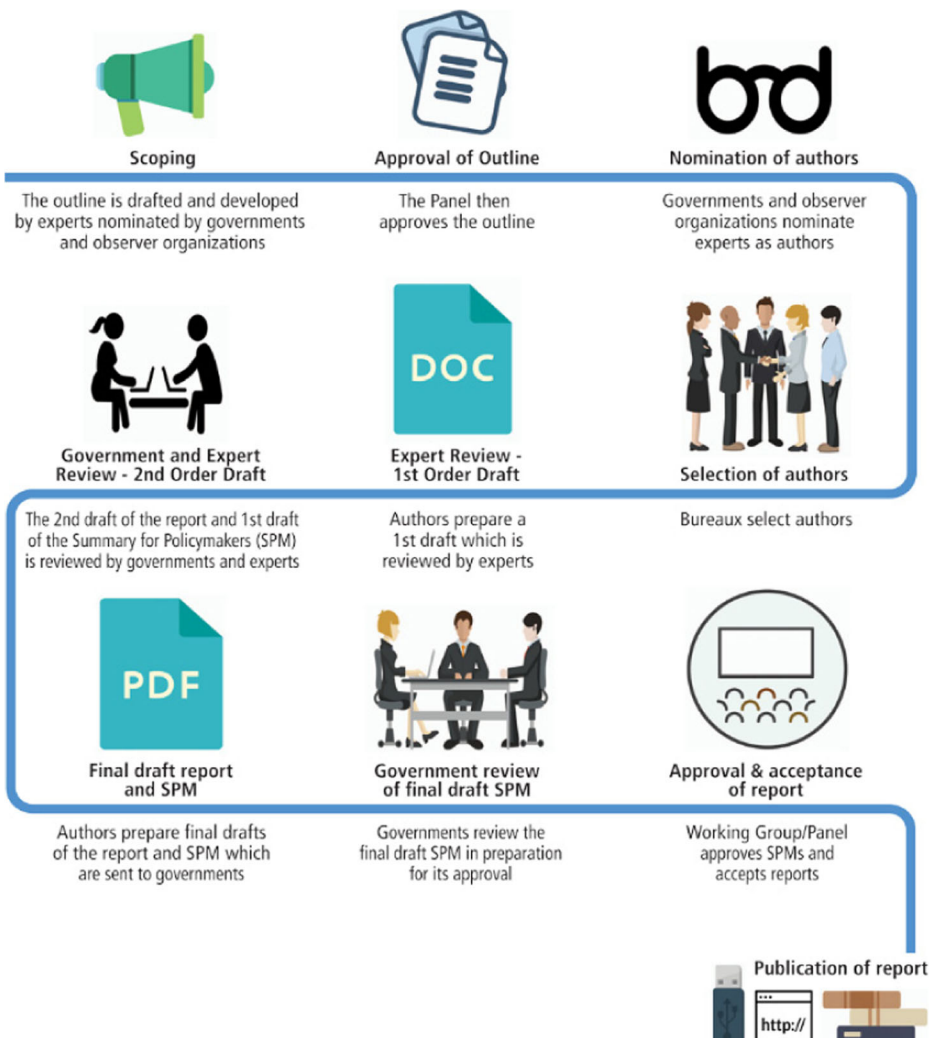 Scoping
The outline is drafted and developed
by experts nominated by governments
and observer organizations
Approval of Outline
The Panel then
approves the outline
Nomination of authors
Governments and observer
organizations nominate
experts as authors
Selection of authors
Bureaux select authors
DOC
Expert Review -
1st Order Draft
Authors prepare a
1st draft which is
reviewed by experts
Government and Expert
Review - 2nd Order Draft
The 2nd draft of the report and 1st draft
of the Summary for Policymakers (SPM)
is reviewed by governments and experts
PDF
Final draft report
and SPM
Authors prepare final drafts
of the report and SPM which
are sent to governments
Government review
of final draft SPM
Governments review the
final draft SPM in preparation
for its approval
Approval & acceptance
of report
Working Group/Panel
approves SPMs and
accepts reports
Publication of report
http://